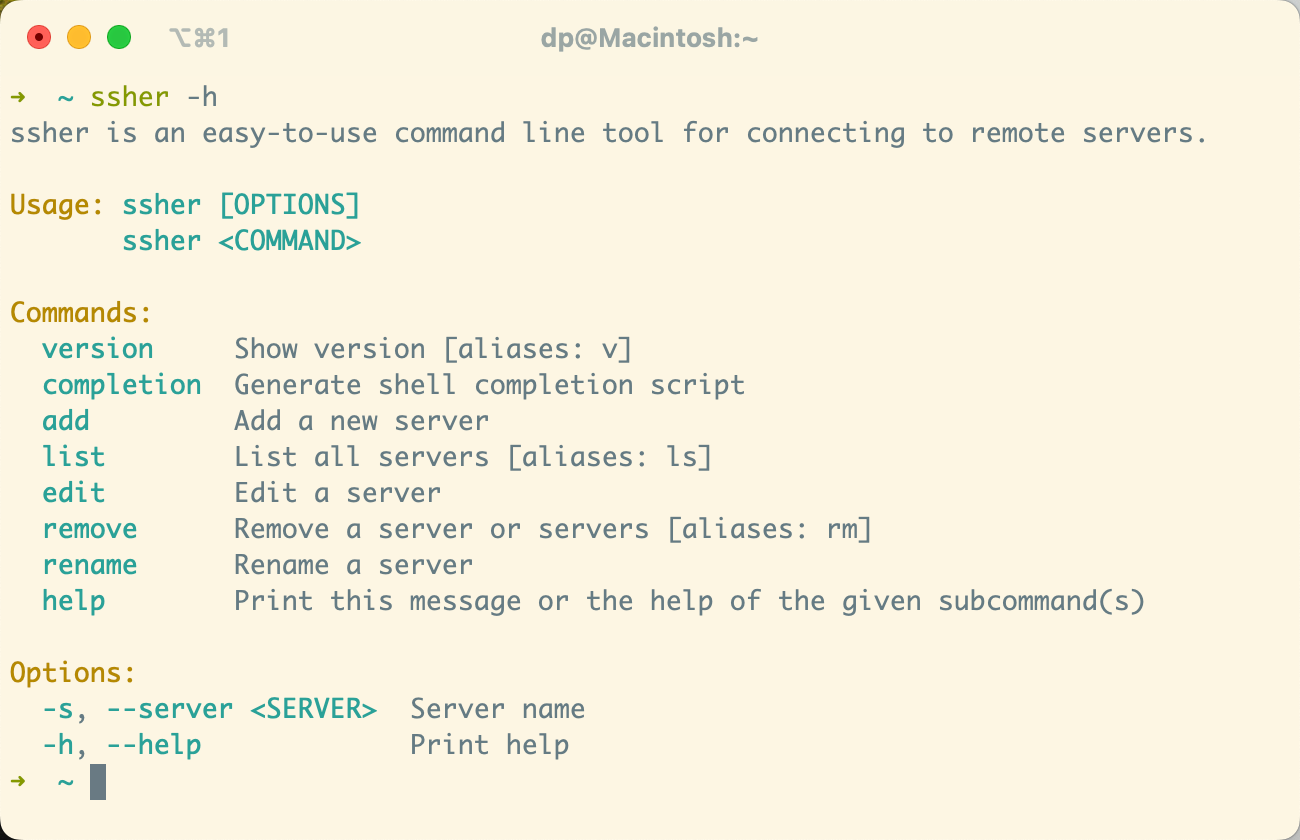 ⌥⌘1 dp@Macintosh:~
➜  ~ ssher -h
ssher is an easy-to-use command line tool for connecting to remote servers.

Usage: ssher [OPTIONS]
       ssher <COMMAND>

Commands:
  version     Show version [aliases: v]
  completion  Generate shell completion script
  add         Add a new server
  list        List all servers [aliases: ls]
  edit        Edit a server
  remove      Remove a server or servers [aliases: rm]
  rename      Rename a server
  help        Print this message or the help of the given subcommand(s)

Options:
  -s, --server <SERVER>  Server name
  -h, --help             Print help
➜  ~